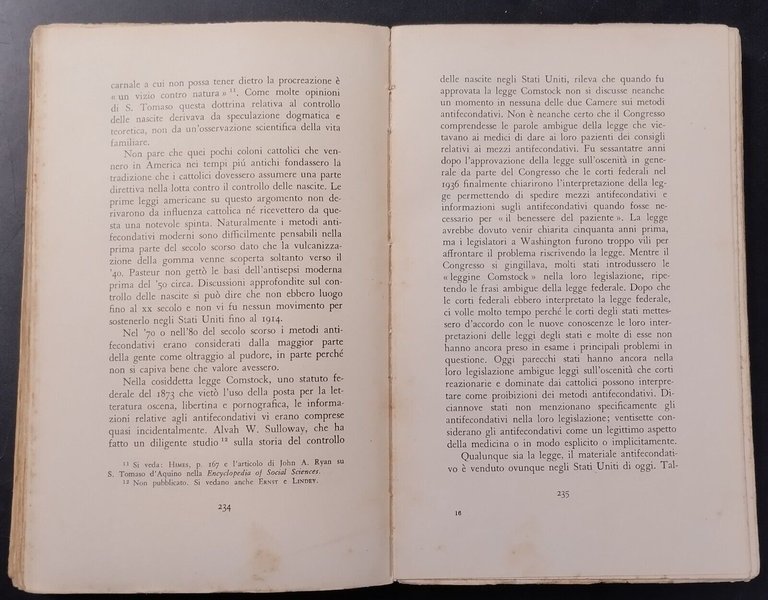 carnale a cui non possa tener dietro la procreazione è
« un vizio contro natura » ¹¹. Come molte opinioni
di S. Tomaso questa dottrina relativa al controllo
delle nascite derivava da speculazione dogmatica e
teoretica, non da un'osservazione scientifica della vita
familiare.
Non pare che quei pochi coloni cattolici che ven-
nero in America nei tempi più antichi fondassero la
tradizione che i cattolici dovessero assumere una parte
direttiva nella lotta contro il controllo delle nascite. Le
prime leggi americane su questo argomento non de-
rivarono da influenza cattolica né ricevettero da que-
sta una notevole spinta. Naturalmente i metodi anti-
fecondativi moderni sono difficilmente pensabili nella
prima parte del secolo scorso dato che la vulcanizza-
zione della gomma venne scoperta soltanto verso il
'40. Pasteur non gettò le basi dell'antisepsi moderna
prima del '50 circa. Discussioni approfondite sul con-
trollo delle nascite si può dire che non ebbero luogo
fino al xx secolo e non vi fu nessun movimento per
sostenerlo negli Stati Uniti fino al 1914.
Nel '70 o nell'80 del secolo scorso i metodi anti-
fecondativi erano considerati dalla maggior parte
della gente come oltraggio al pudore, in parte perché
non si capiva bene che valore avessero.
Nella cosiddetta legge Comstock, uno statuto fe-
derale del 1873 che vietò l'uso della posta per la let-
teratura oscena, libertina e pornografica, le informa-
zioni relative agli antifecondativi vi erano comprese
quasi incidentalmente. Alvah W. Sulloway, che ha
fatto un diligente studio ¹² sulla storia del controllo
¹¹ Si veda: HIMES, p. 167 e l'articolo di John A. Ryan su
S. Tomaso d'Aquino nella Encyclopedia of Social Sciences.
¹² Non pubblicato. Si vedano anche ERNST e LINDEY.
234
delle nascite negli Stati Uniti, rileva che quando fu
approvata la legge Comstock non si discusse neanche
un momento in nessuna delle due Camere sui metodi
antifecondativi. Non è neanche certo che il Congresso
comprendesse le parole ambigue della legge che vie-
tavano ai medici di dare ai loro pazienti dei consigli
relativi ai mezzi antifecondativi. Fu sessantatre anni
dopo l'approvazione della legge sull'oscenità in gene-
rale da parte del Congresso che le corti federali nel
1936 finalmente chiarirono l'interpretazione della leg-
ge permettendo di spedire mezzi antifecondativi e
informazioni sugli antifecondativi quando fosse ne-
cessario per « il benessere del paziente ». La legge
avrebbe dovuto venir chiarita cinquanta anni prima,
ma i legislatori a Washington furono troppo vili per
affrontare il problema riscrivendo la legge. Mentre il
Congresso si gingillava, molti stati introdussero le
« leggine Comstock » nella loro legislazione, ripe-
tendo le frasi ambigue della legge federale. Dopo che
le corti federali ebbero interpretato la legge federale,
ci volle molto tempo perché le corti degli stati mettes-
sero d'accordo con le nuove conoscenze le loro inter-
pretazioni delle leggi degli stati e molte di esse non
hanno ancora preso in esame i principali problemi in
questione. Oggi parecchi stati hanno ancora nella
loro legislazione ambigue leggi sull'oscenità che corti
reazionarie e dominate dai cattolici possono interpre-
tare come proibizioni dei metodi antifecondativi. Di-
ciannove stati non menzionano specificamente gli
antifecondativi nella loro legislazione; ventisette con-
siderano gli antifecondativi come un legittimo aspetto
della medicina o in modo esplicito o implicitamente.
Qualunque sia la legge, il materiale antifecondati-
vo è venduto ovunque negli Stati Uniti di oggi. Tal-
235
16